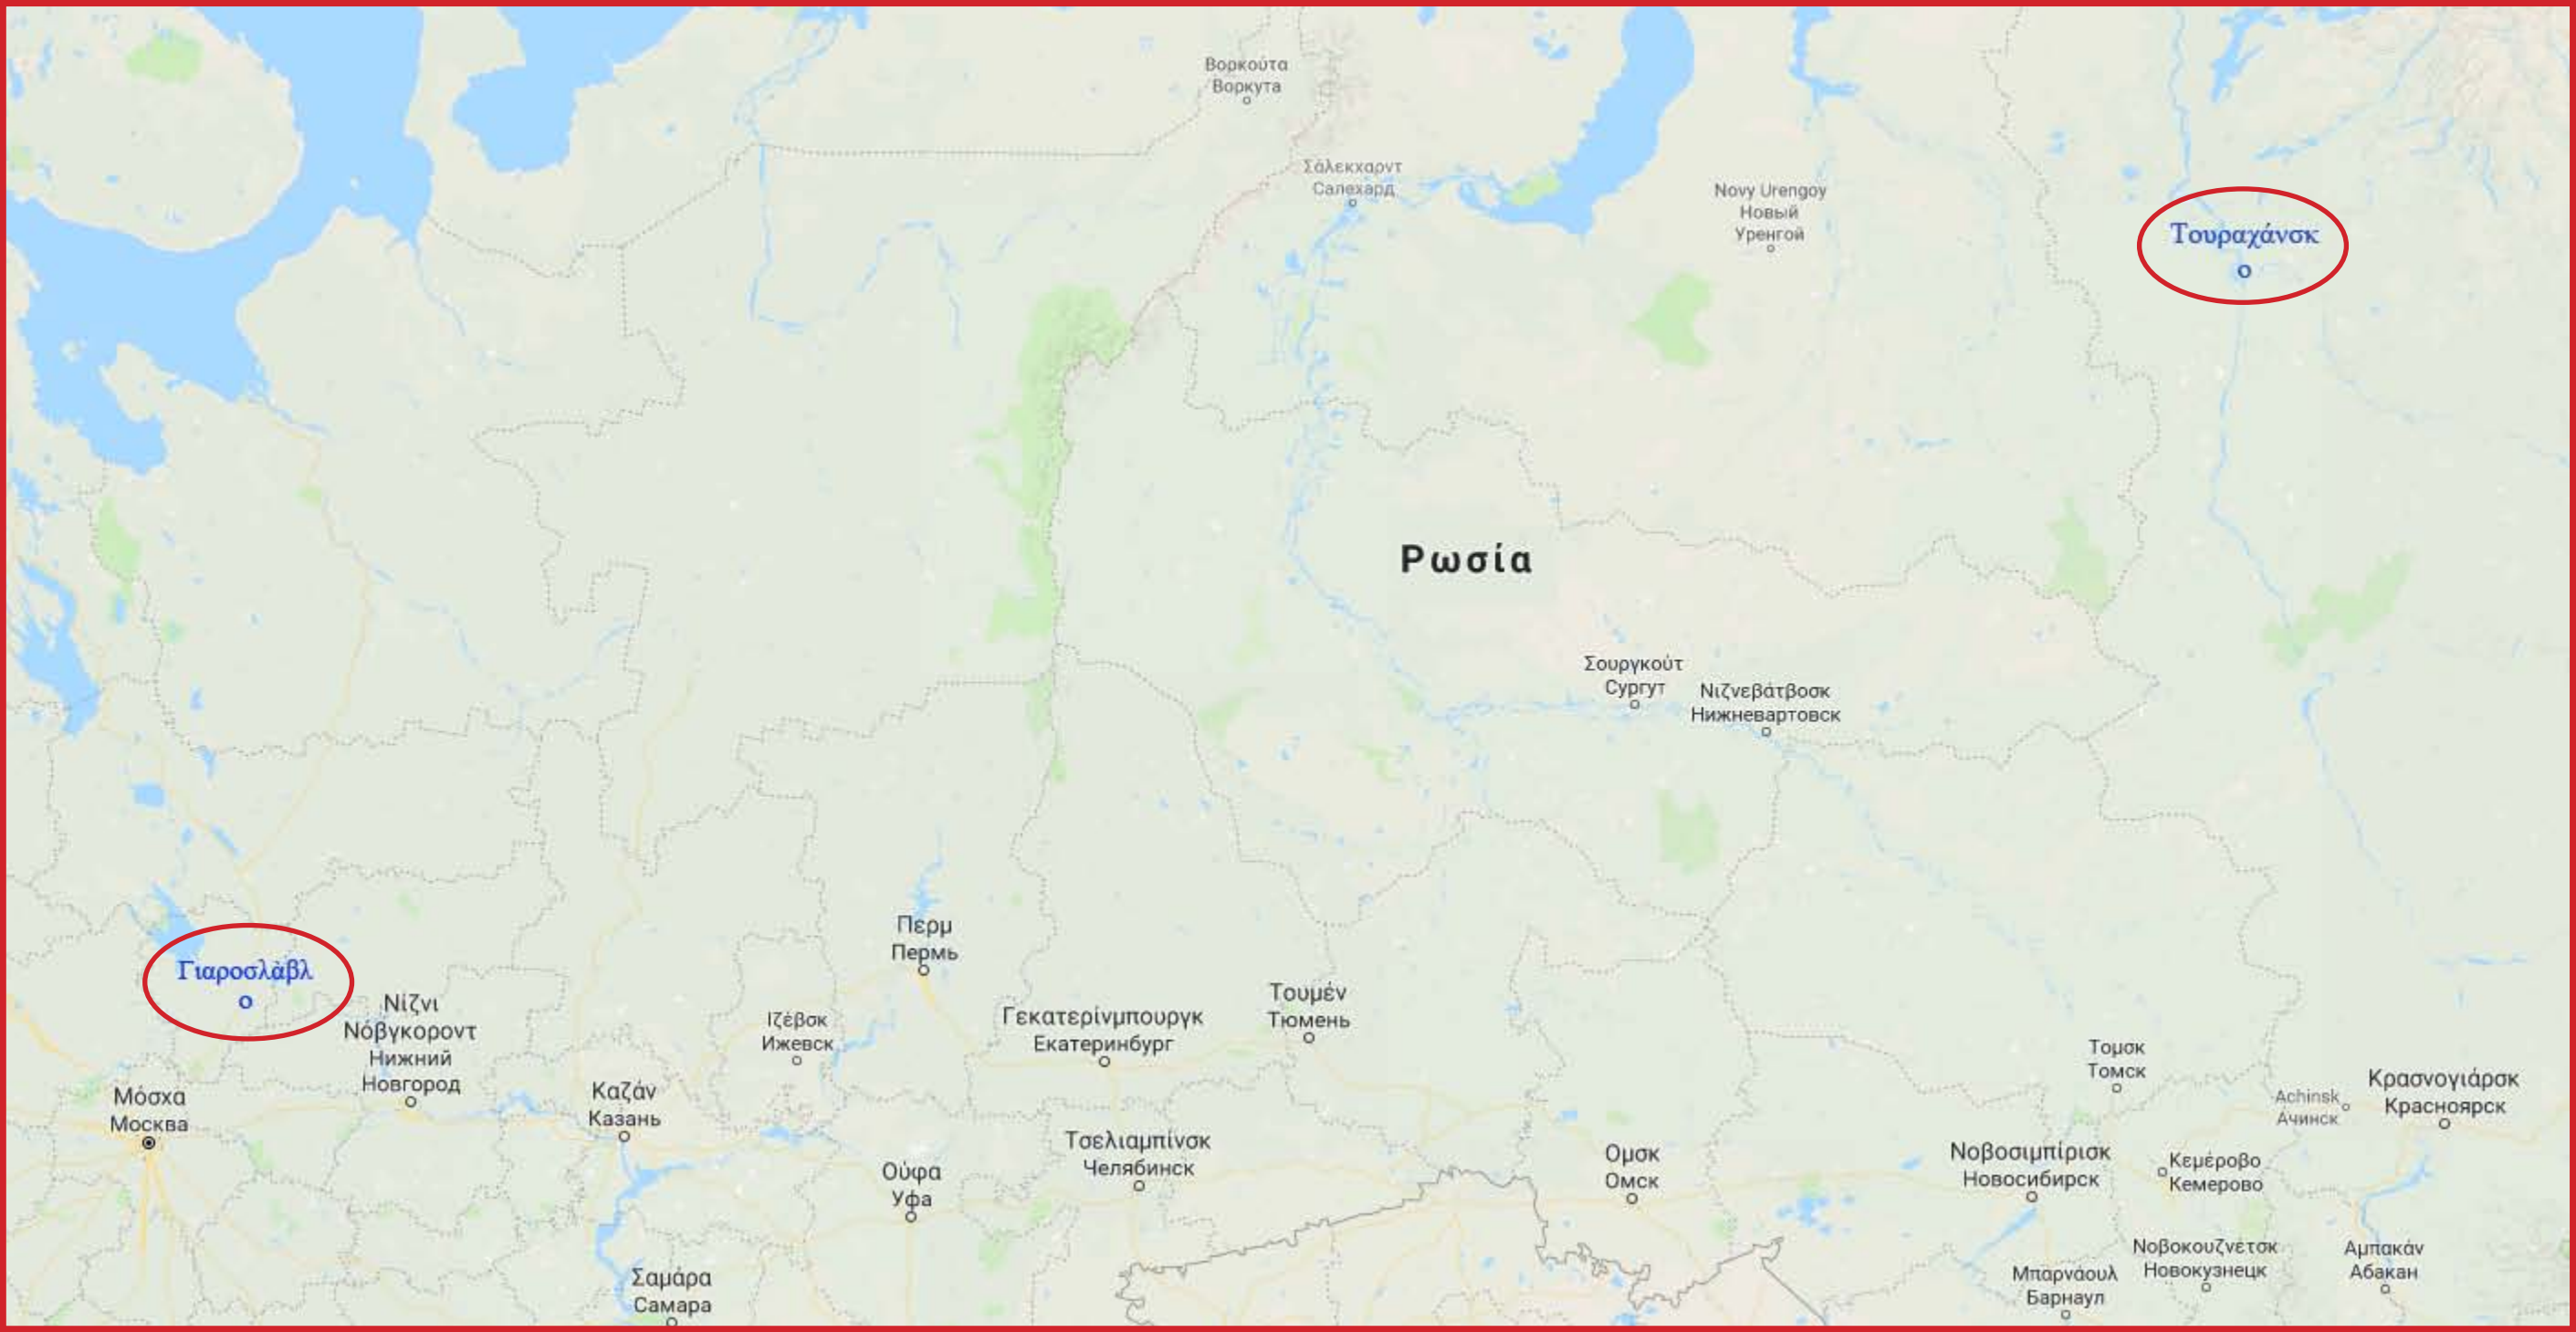 Βορκούτα
Воркута
Σάλεκχαρντ
Салехард
Novy Urengoy
Новый
Уренгой
Τουραχάνσκ
Ρωσία
Σουργκούτ
Сургут
Νιζνεβάτβοσκ
Нижневартовск
Περμ
Пермь
Γιαροσλὰβλ
Νίζνι
Νόβγκοροντ
Нижний
Новгород
Ιζέβσκ
Ижевск
Γεκατερίνμπουργκ
Екатеринбург
Τουμέν
Тюмень
Τομσκ
Томск
Κρασνογιάρσκ
Красноярск
Achinsk
Ачинск
Μόσχα
Москва
Καζάν
Казань
Τσελιαμπίνσκ
Челябинск
Ούφα
Уфа
Ομσκ
Омск
Νοβοσιμπίρισκ
Новосибирск
Κεμέροβο
Кемерово
Σαμάρα
Самара
Μπαρνάουλ
Барнаул
Νοβοκουζνέτσκ
Новокузнецк
Αμπακάν
Абакан